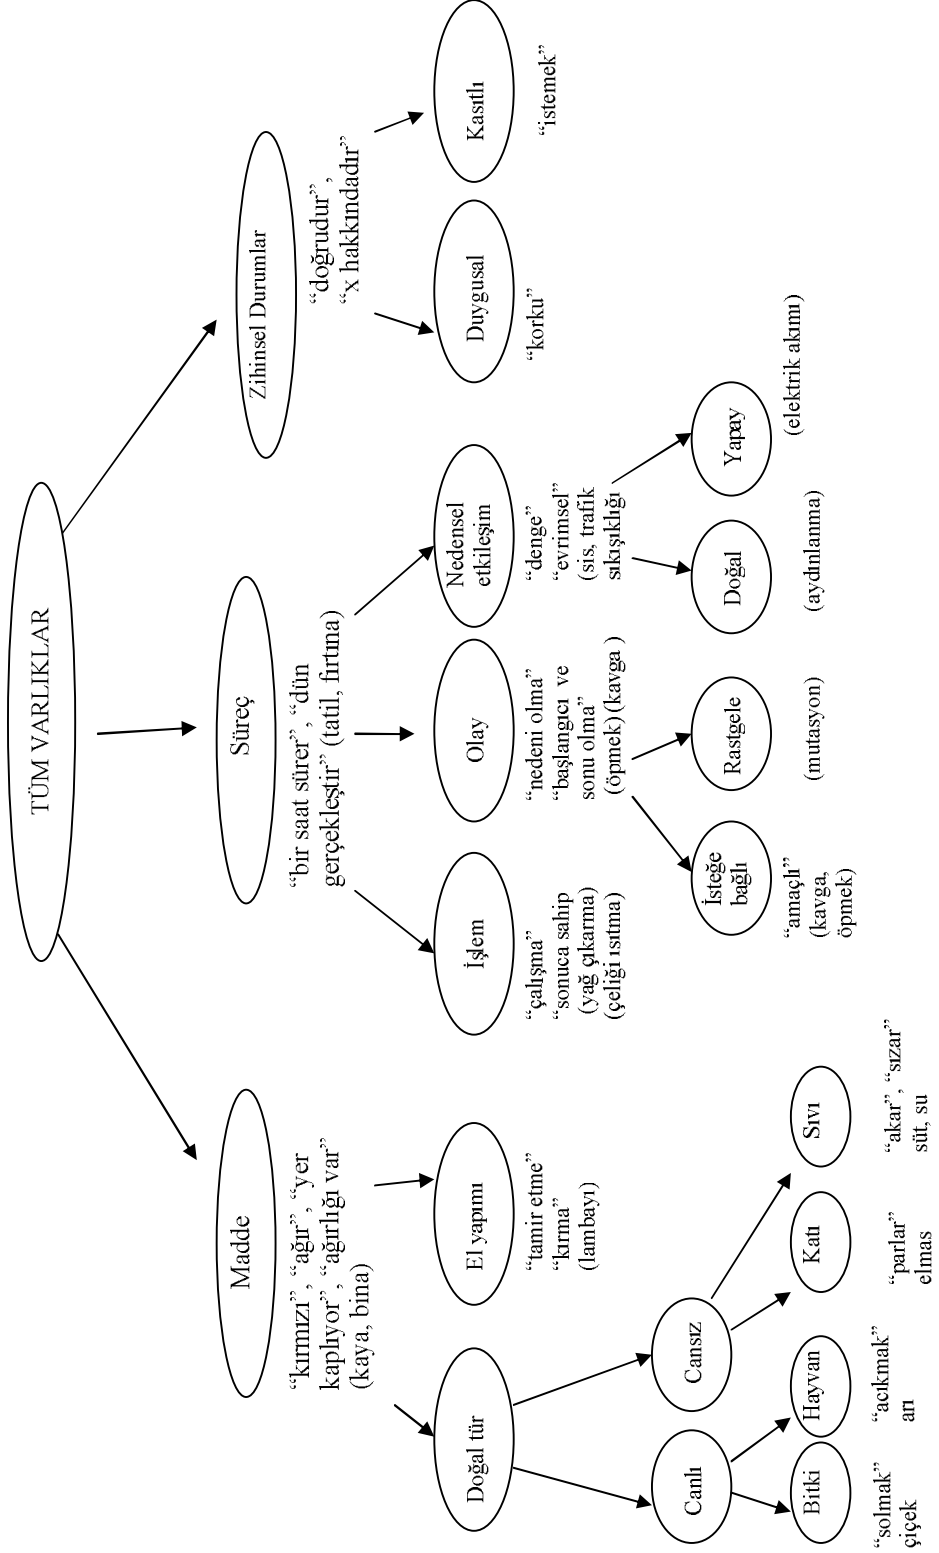 TÜM VARLIKLAR
Madde
Süreç
Zihinsel Durumlar
“kırmızı”, “ağır”, “yer
kaplıyor”, “ağırlığı var”
(kaya, bina)
“bir saat sürer”, “dün
gerçekleştir” (tatil, fırtına)
“doğrudur” ,
“x hakkındadır”
Doğal tür
El yapımı
İşlem
Olay
Nedensel
etkileşim
Duygusal
Kasıtlı
“tamir etme”
“kırma”
(lambayı)
“çalışma”
“sonuca sahip
(yağ çıkarma)
(çeliği ısıtma)
“nedeni olma”
“başlangıcı ve
sonu olma”
(öpmek) (kavga )
“denge”
“evrimsel”
(sis, trafik
sıkışıklığı
“korku”
“istemek”
Canlı
Cansız
İsteğe
bağlı
Rastgele
Doğal
Yapay
“amaçlı”
(kavga,
öpmek)
(mutasyon)
(aydınlanma)
(elektrik akımı)
Bitki
Hayvan
Katı
Sıvı
“solmak”
çiçek
“acıkmak”
arı
“parlar”
elmas
“akar”, “sızar”
süt, su